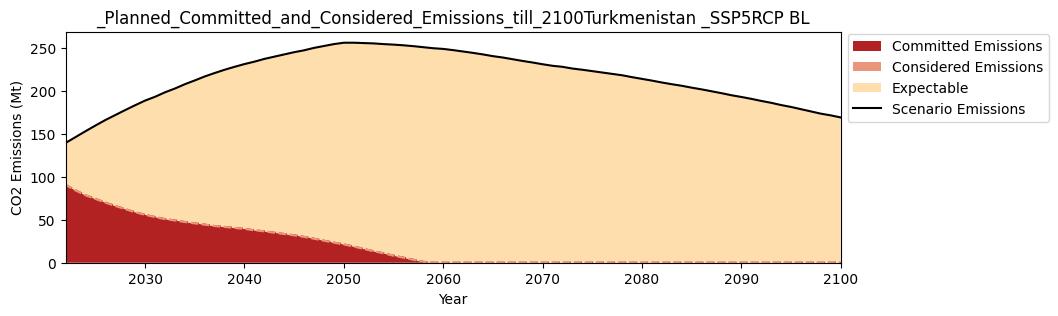 _Planned_Committed_and_Considered_Emissions_till_2100Turkmenistan _SSP5RCP BL
Committed Emissions
Considered Emissions
Expectable
Scenario Emissions
CO2 Emissions (Mt)
250
200
150
100
50
0
2030 2040 2050 2060 2070 2080 2090 2100
Year